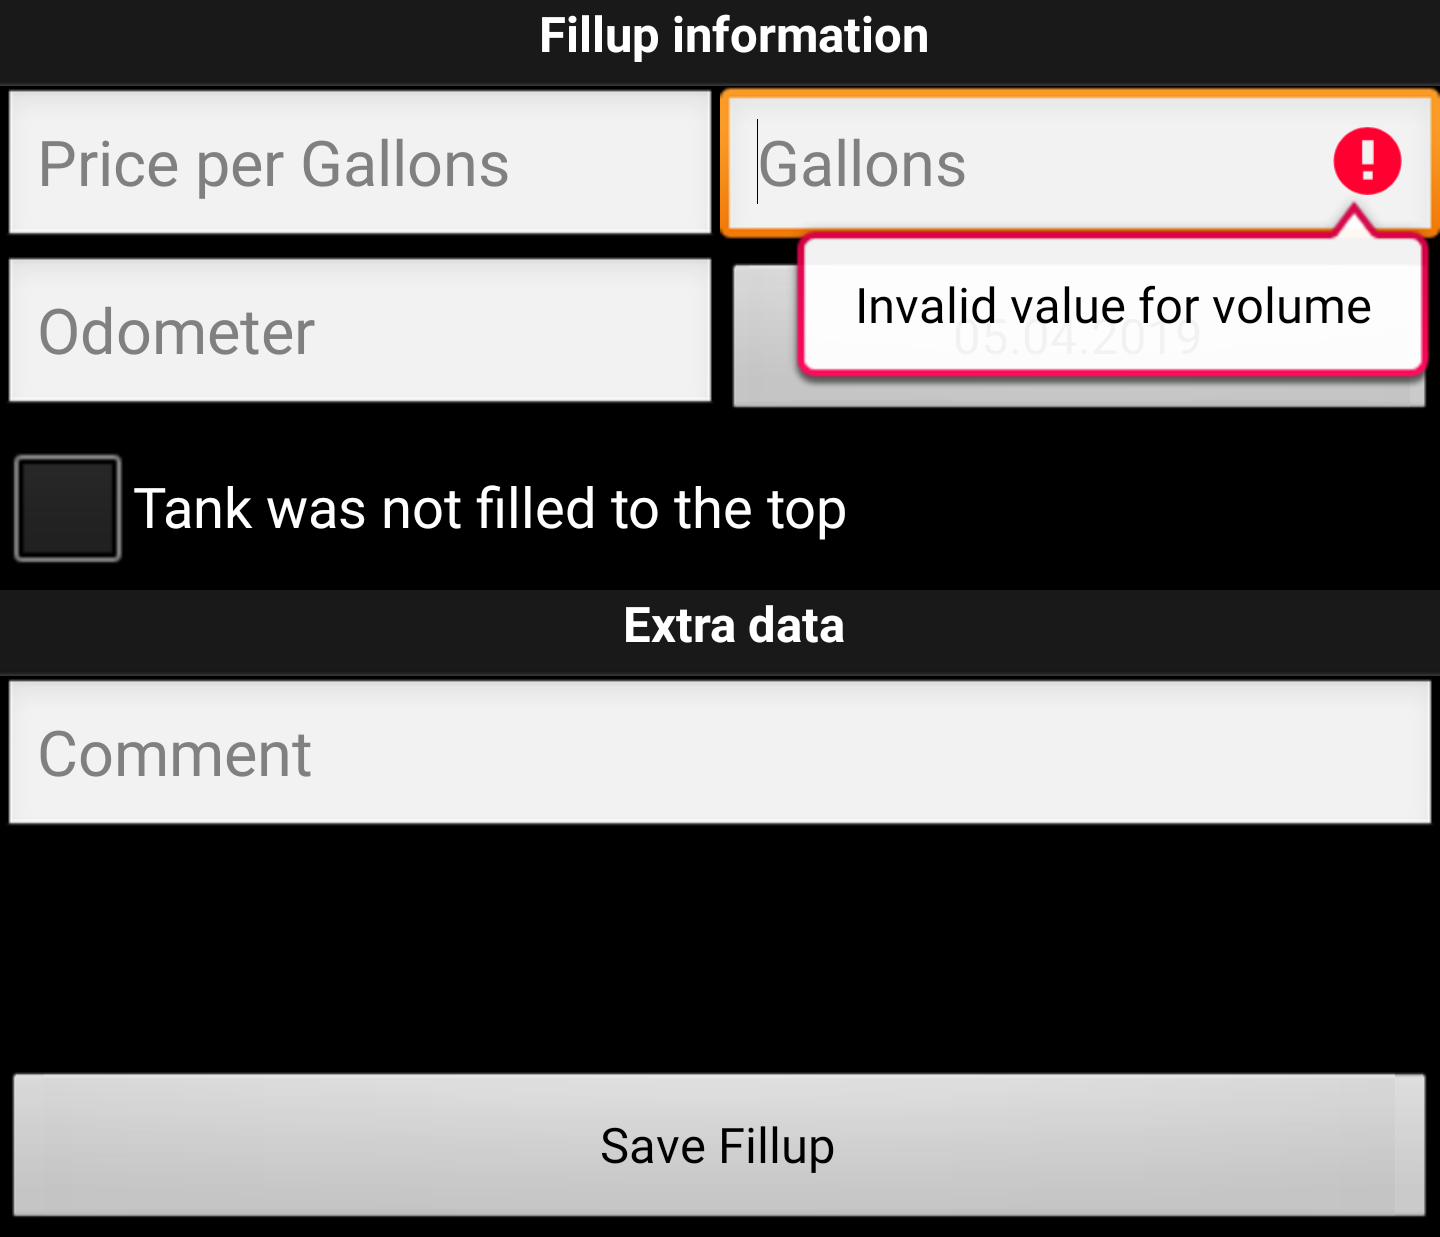 Fillup information
Price per Gallons
Gallons
Odometer
Invalid value for volume
05.04.2019
Tank was not filled to the top
Extra data
Comment
Save Fillup